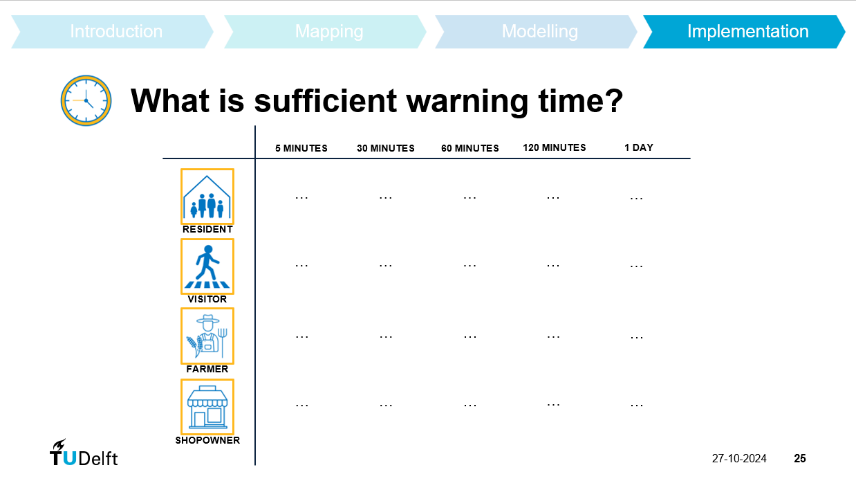 Introduction Mapping Modelling Implementation
What is sufficient warning time?
5 MINUTES 30 MINUTES 60 MINUTES 120 MINUTES 1 DAY
... ... ... ... ...
RESIDENT
... ... ... ... ...
VISITOR
... ... ... ... ...
FARMER
... ... ... ... ...
SHOPOWNER
TUDelft
27-10-2024 25